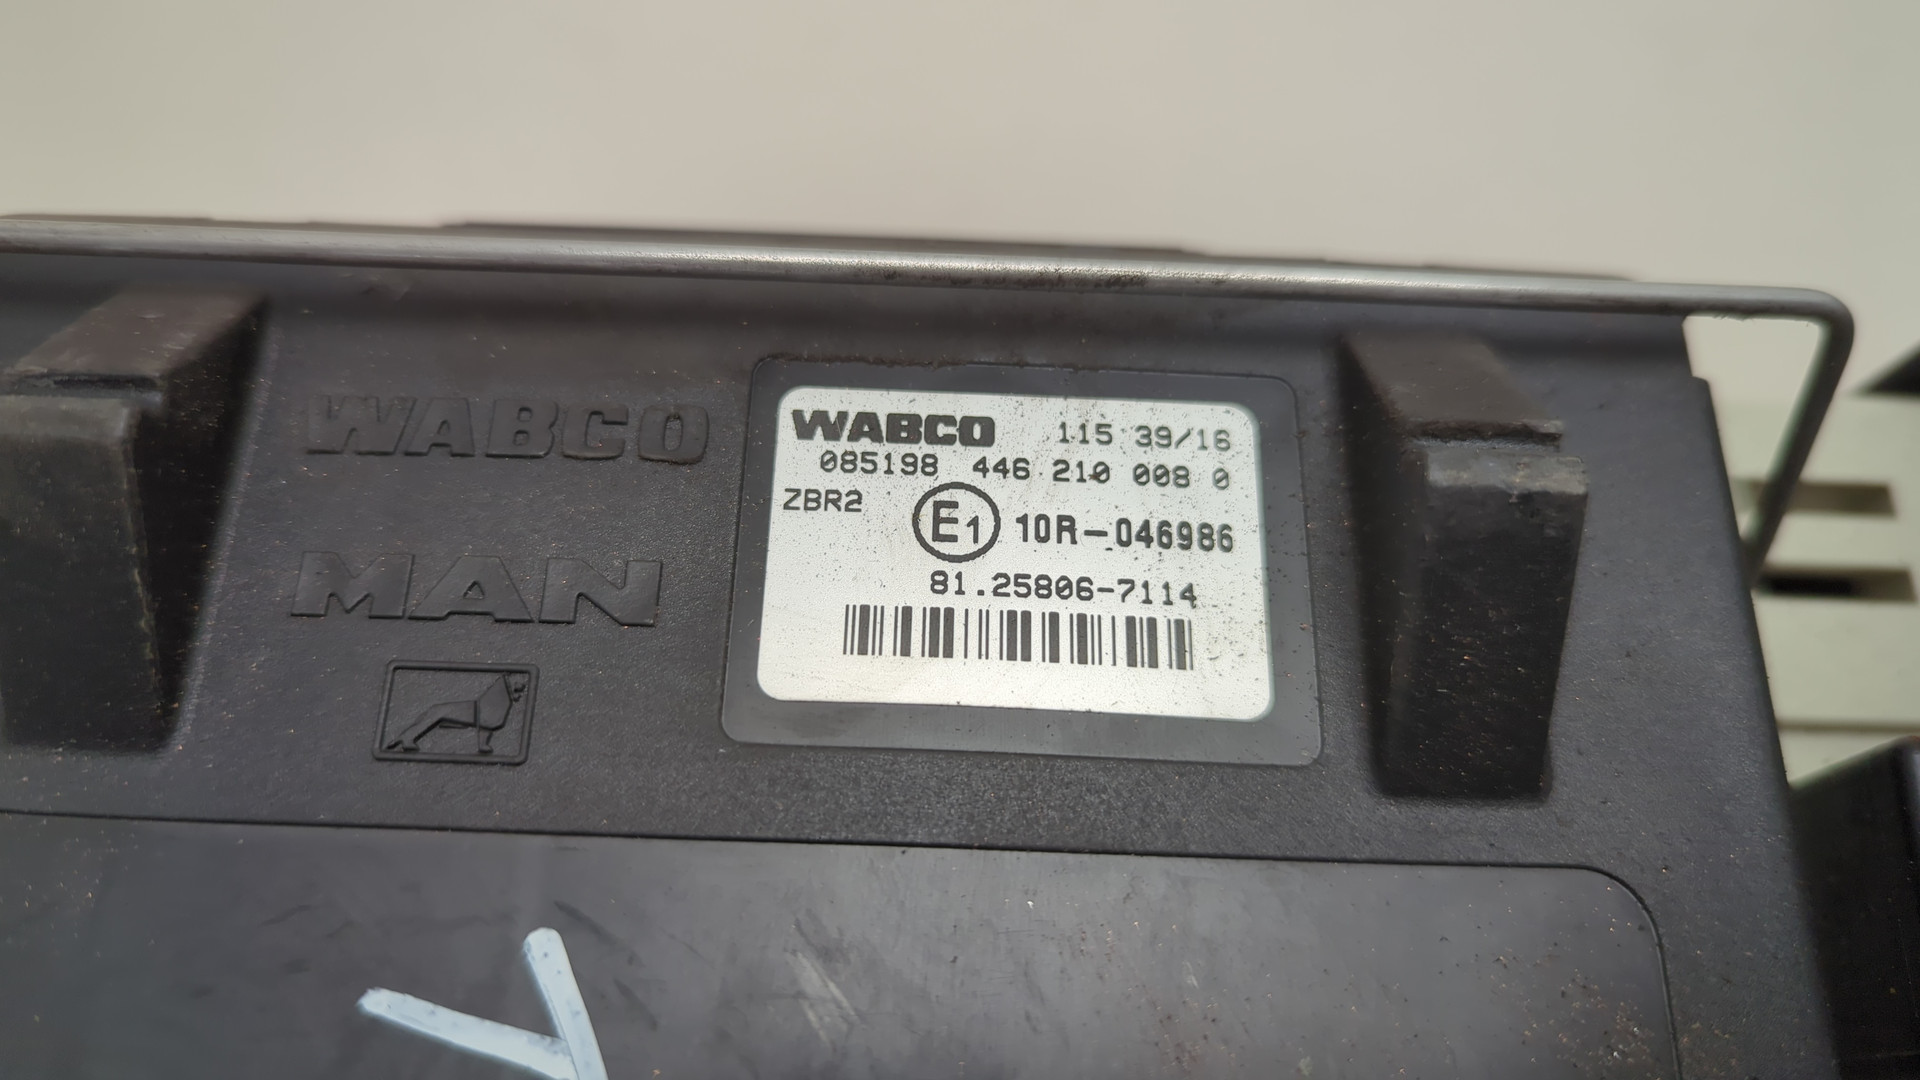 WABCO
MAN
WABCO 115 39/16
085198 446 210 008 0
ZBR2 E1 10R-046986
81.25806-7114